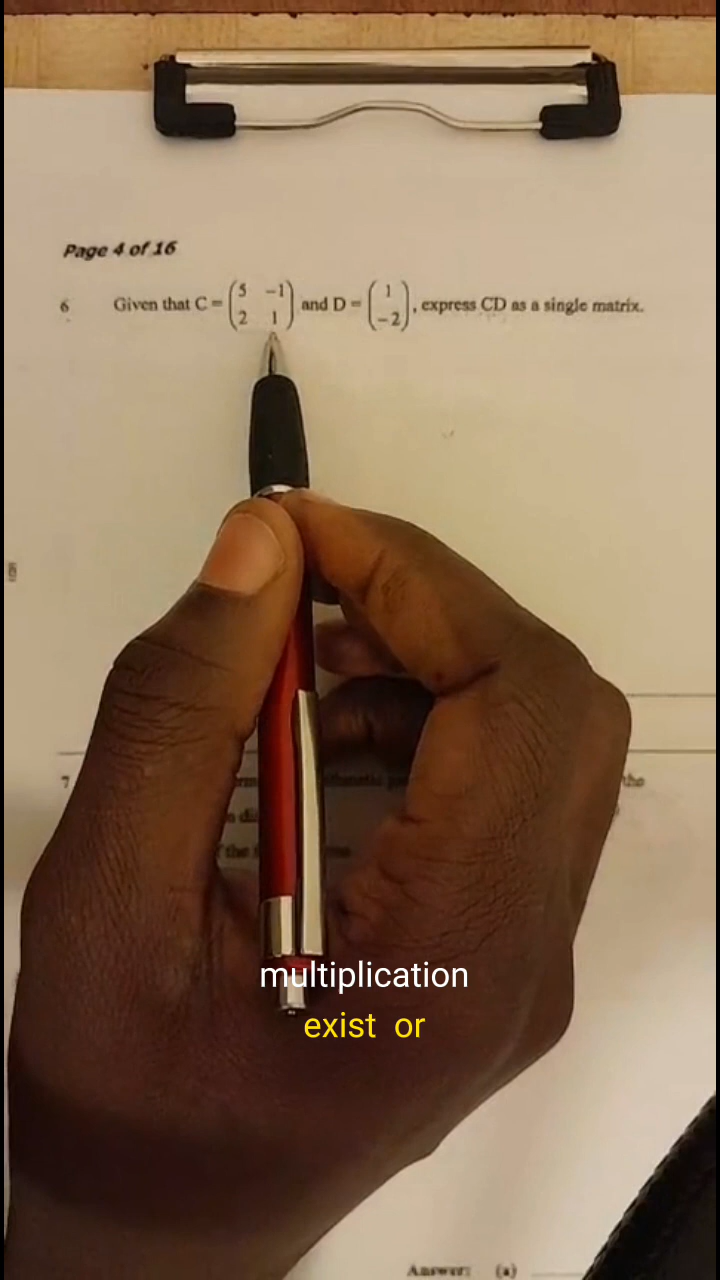 Page 4 of 16
6 Given that C = (5 -1
2 1) and D = (1
-2), express CD as a single matrix.
7
the
multiplication
exist or
Answer: (a)